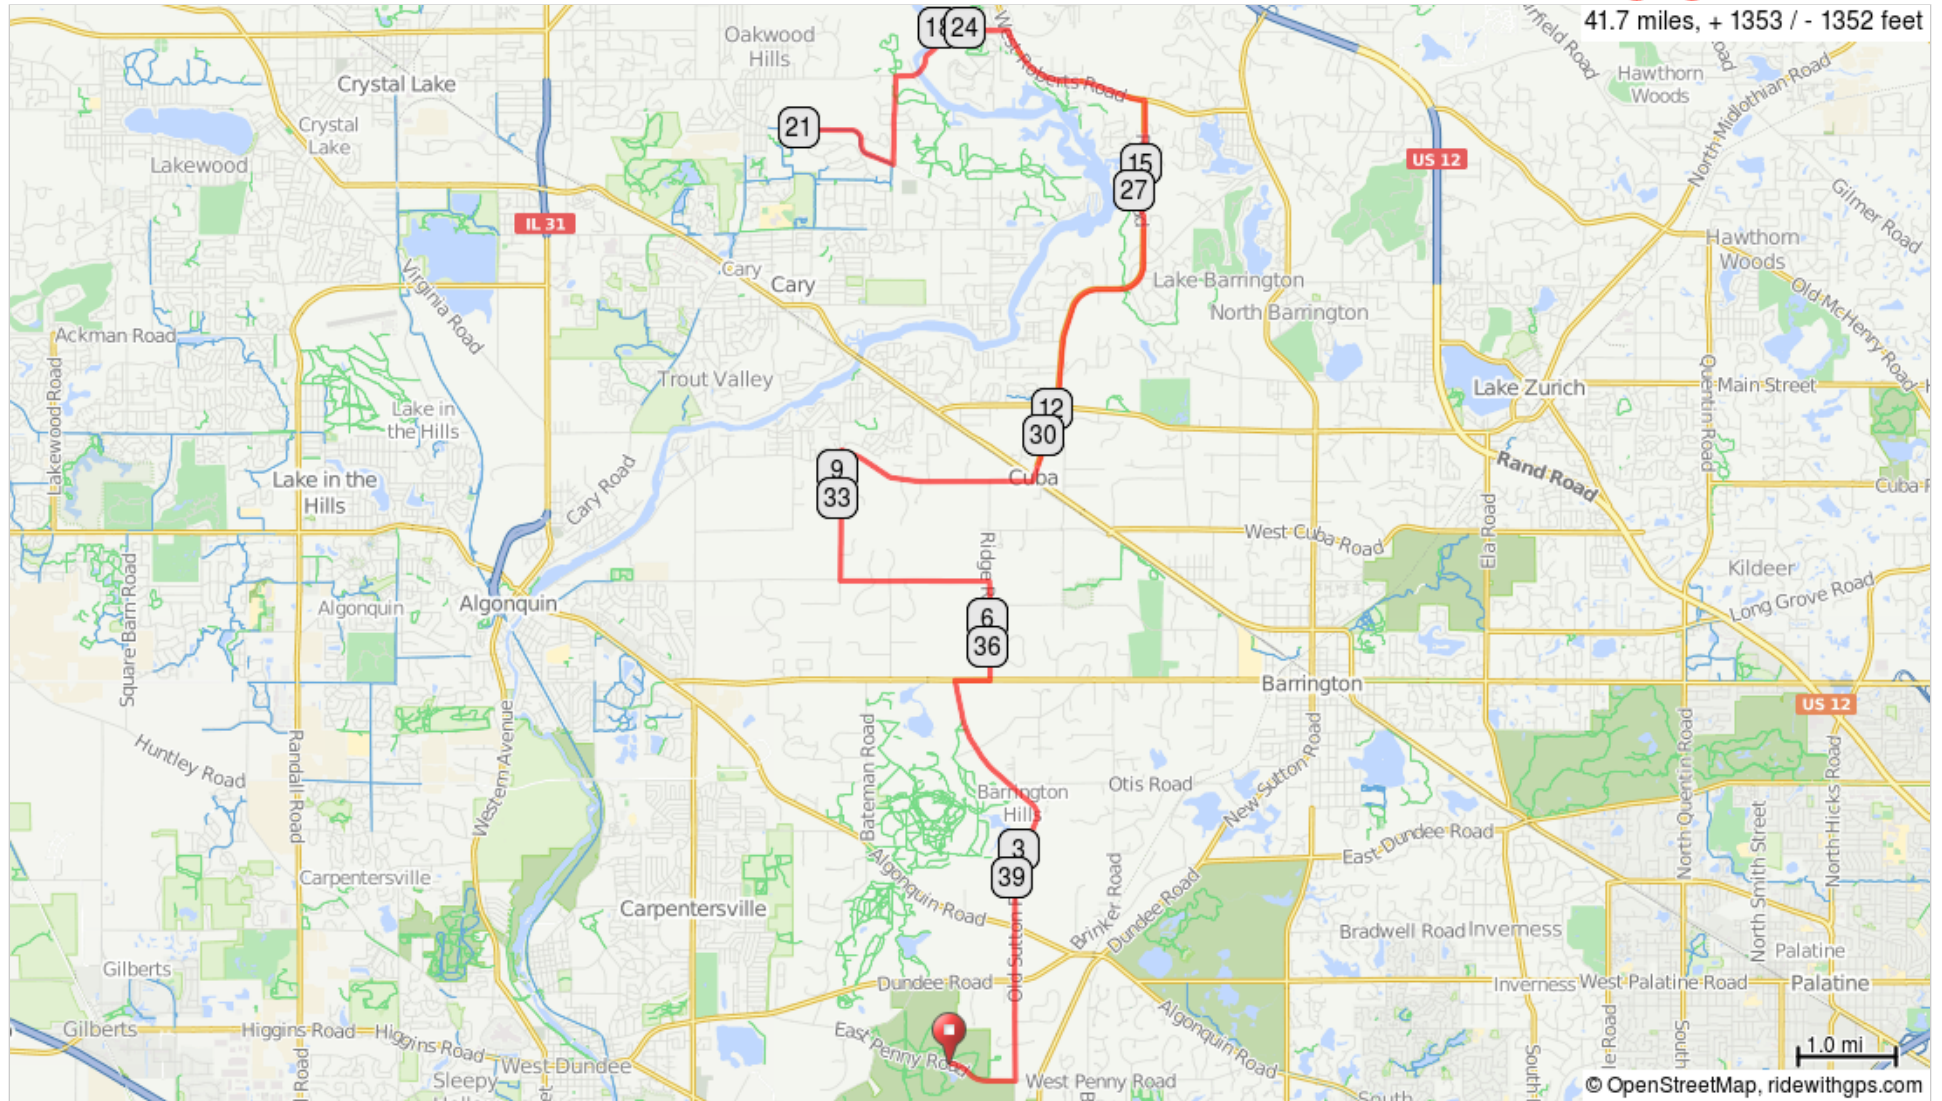 41.7 miles, + 1353 / - 1352 feet
Oakwood
Hills
18
24
West Roberts Road
Hawthorn
Woods
North Midlothian Road
Crystal Lake
Crystal
Lake
Lakewood
21
15
27
US 12
IL 31
Gilmer Road
Hawthorn
Woods
Old McHenry Road
Cary
Cary
Virginia Road
Lake Barrington
North Barrington
Ackman Road
Lakewood Road
Trout Valley
Lake in
the Hills
Lake Zurich
Main Street
Quentin Road
12
30
9
33
Cuba
Lake in the
Hills
Cary Road
Rand Road
Ela Road
West Cuba Road
Kildeer
Long Grove Road
Square Barn Road
Algonquin
Algonquin
6
36
Barrington
US 12
Huntley Road
Randall Road
Western Avenue
Bateman Road
Barrington
Hills
Otis Road
New Sutton Road
North Quentin Road
North Hicks Road
North Smith Street
East Dundee Road
3
39
Carpentersville
Carpentersville
Algonquin Road
Brinker Road
Dundee Road
Bradwell Road
Inverness
Palatine
Gilberts
Dundee Road
Old Sutton
Inverness
West Palatine Road
Palatine
Gilberts
Higgins Road
Higgins Road
West Dundee
East Penny Road
West Penny Road
Algonquin Road
Sleepy
1.0 mi
© OpenStreetMap, ridewithgps.com